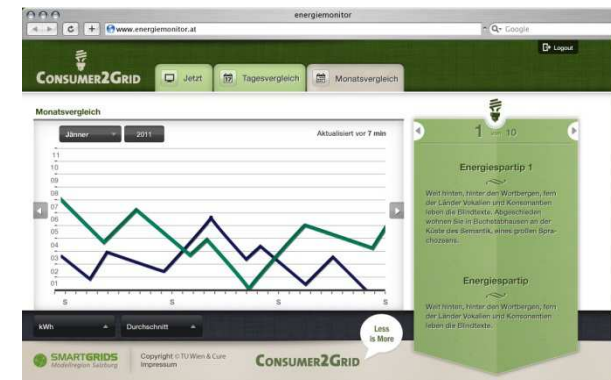 energiemonitor
www.energiemonitor.at
Google
Logout
CONSUMER2GRID
Jetzt
Tagesvergleich
Monatsvergleich
Monatsvergleich
Jänner
2011
Aktualisiert vor 7 min
11
10
09
08
07
06
05
04
03
02
01
S S S S
kWh
Durchschnitt
1 von 10
Energiespartip 1
Weit hinten, hinter den Wortbergen, fern
der Länder Vokalien und Konsonantien
leben die Blindtexte. Abgeschieden
wohnen Sie in Buchstabhausen an der
Küste des Semantik, eines großen Spra-
chozeans.
Energiespartip
Weit hinten, hinter den Wortbergen, fern
der Länder Vokalien und Konsonantien
leben die Blindtexte.
Less
is More
SMARTGRIDS
Modellregion Salzburg
Copyright © TU Wien & Cure
Impressum
CONSUMER2GRID